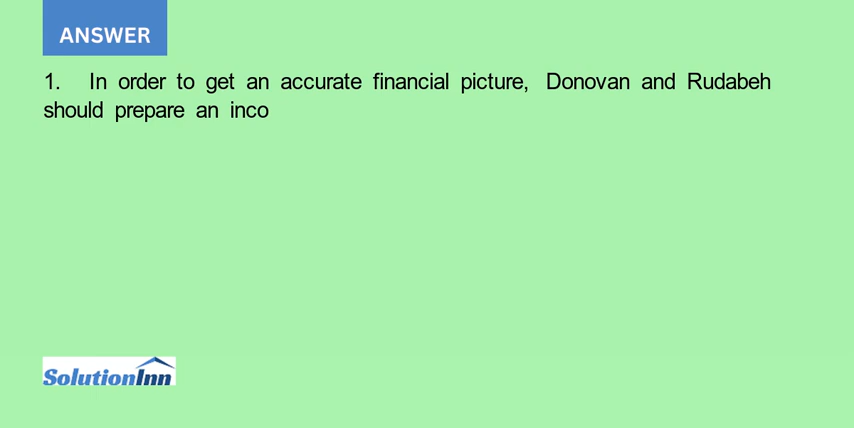 ANSWER
1. In order to get an accurate financial picture, Donovan and Rudabeh
should prepare an inco
SolutionInn